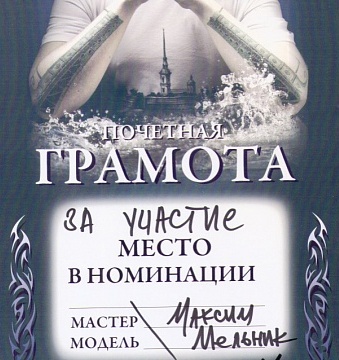 ПОЧЕТНАЯ
ГРАМОТА
ЗА УЧАСТИЕ
МЕСТО
В НОМИНАЦИИ
МАСТЕР Максим
МОДЕЛЬ Мельник